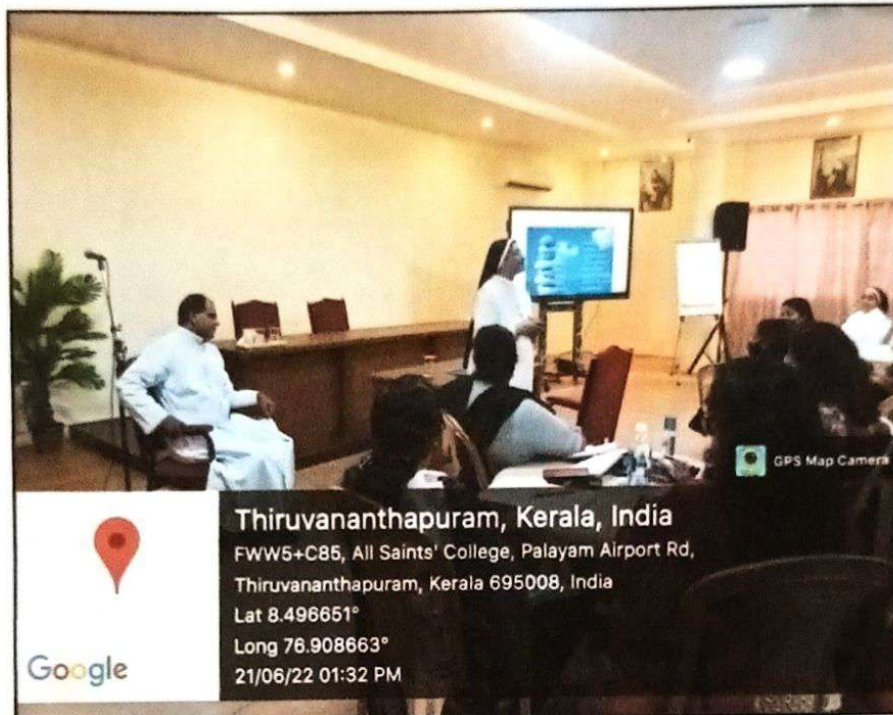 GPS Map Camera
Thiruvananthapuram, Kerala, India
FWW5+C85, All Saints' College, Palayam Airport Rd,
Thiruvananthapuram, Kerala 695008, India
Lat 8.496651°
Long 76.908663°
21/06/22 01:32 PM
Google